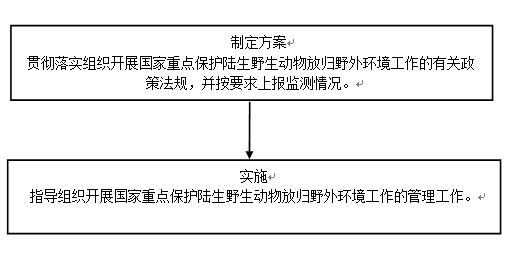 制定方案
贯彻落实组织开展国家重点保护陆生野生动物放归野外环境工作的有关政
策法规，并按要求上报监测情况。
实施
指导组织开展国家重点保护陆生野生动物放归野外环境工作的管理工作。